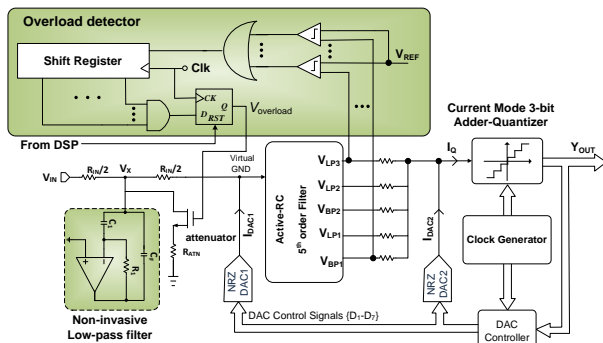 Overload detector
Shift Register
Clk
V_REF
CK
D
Q
RST
V_overload
From DSP
Current Mode 3-bit
Adder-Quantizer
V_IN
R_IN/2
V_X
R_IN/2
Virtual
GND
Active-RC
5th order Filter
V_LP3
V_LP2
V_BP2
V_LP1
V_BP1
I_Q
Y_OUT
attenuator
R_ATN
I_DAC1
I_DAC2
C_1
R_1
C_F
NRZ
DAC1
NRZ
DAC2
Clock Generator
Non-invasive
Low-pass filter
DAC Control Signals {D1-D7}
DAC
Controller